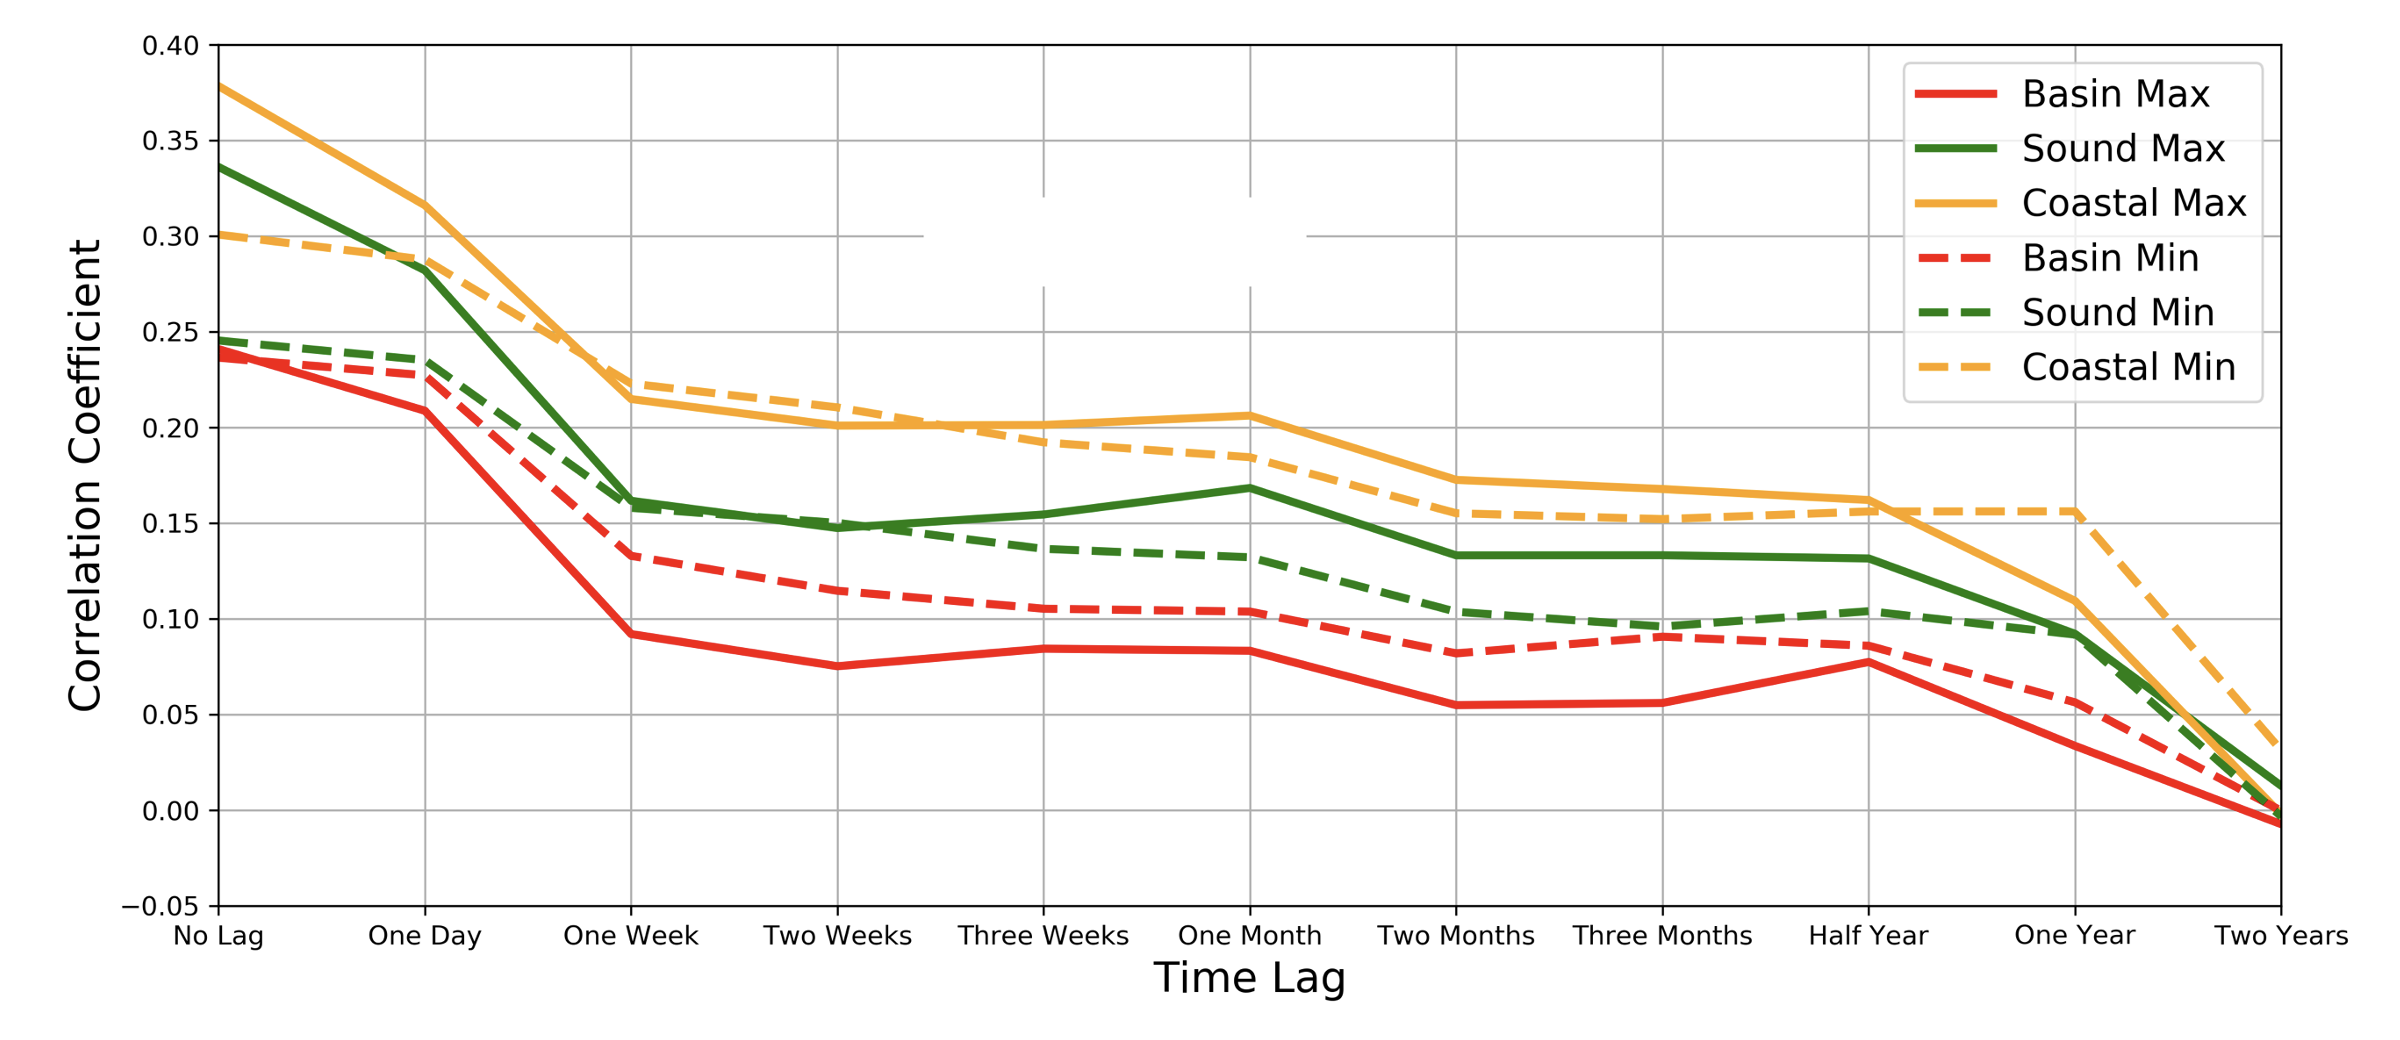 0.40
0.35
0.30
0.25
0.20
0.15
0.10
0.05
0.00
−0.05
Correlation Coefficient
Basin Max
Sound Max
Coastal Max
Basin Min
Sound Min
Coastal Min
No Lag One Day One Week Two Weeks Three Weeks One Month Two Months Three Months Half Year One Year Two Years
Time Lag